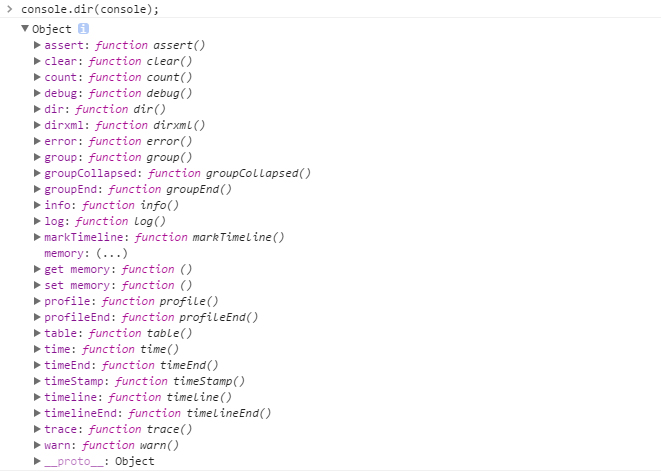 > console.dir(console);
▼ Object i
▶ assert: function assert()
▶ clear: function clear()
▶ count: function count()
▶ debug: function debug()
▶ dir: function dir()
▶ dirxml: function dirxml()
▶ error: function error()
▶ group: function group()
▶ groupCollapsed: function groupCollapsed()
▶ groupEnd: function groupEnd()
▶ info: function info()
▶ log: function log()
▶ markTimeline: function markTimeline()
memory: (...)
▶ get memory: function ()
▶ set memory: function ()
▶ profile: function profile()
▶ profileEnd: function profileEnd()
▶ table: function table()
▶ time: function time()
▶ timeEnd: function timeEnd()
▶ timeStamp: function timeStamp()
▶ timeline: function timeline()
▶ timelineEnd: function timelineEnd()
▶ trace: function trace()
▶ warn: function warn()
▶ __proto__: Object